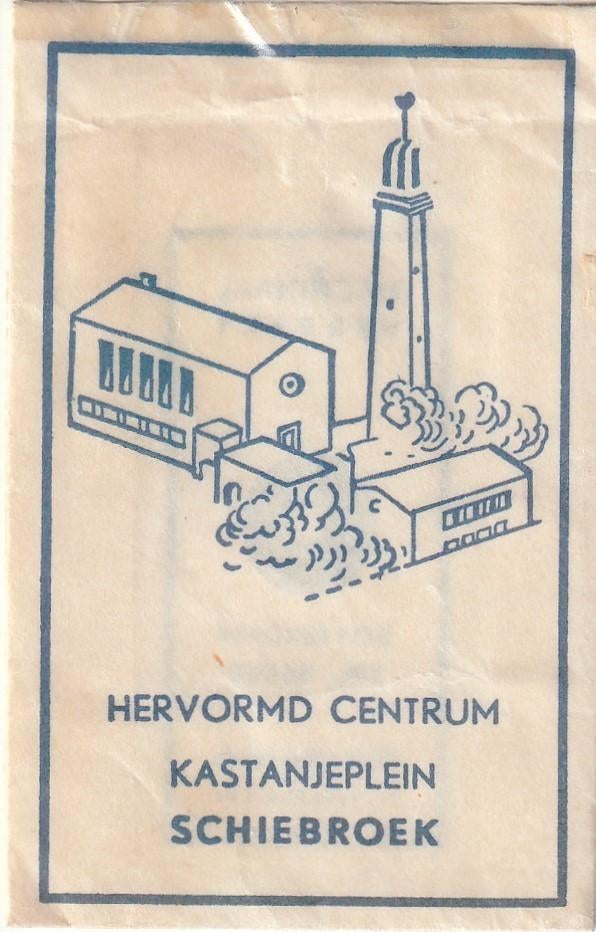 HERVORMD CENTRUM
KASTANJEPLEIN
SCHIEBROEK